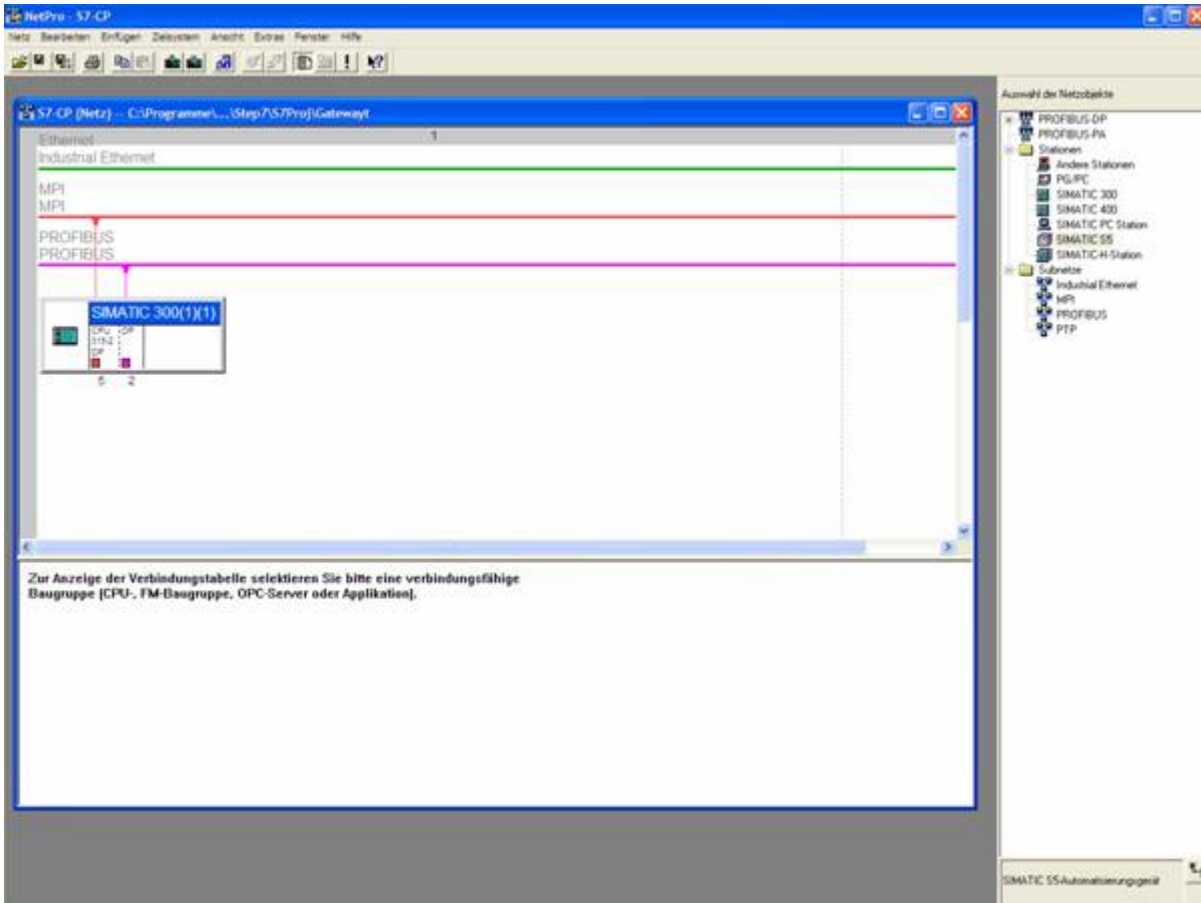 NetPro - S7-CP
Netz Bearbeiten Einfügen Zielsystem Ansicht Extras Fenster Hilfe
S7-CP (Netz) -- C:\Programme\...\Step7\S7Proj\Gatewayt
1
Ethernet
Industrial Ethernet
MPI
MPI
PROFIBUS
PROFIBUS
SIMATIC 300(1)(1)
CPU DP
315-2
DP
5 2
Zur Anzeige der Verbindungstabelle selektieren Sie bitte eine verbindungsfähige
Baugruppe (CPU-, FM-Baugruppe, OPC-Server oder Applikation).
Auswahl der Netzobjekte
PROFIBUS-DP
PROFIBUS-PA
Stationen
Andere Stationen
PG/PC
SIMATIC 300
SIMATIC 400
SIMATIC PC Station
SIMATIC S5
SIMATIC-H-Station
Subnetze
Industrial Ethernet
MPI
PROFIBUS
PTP
SIMATIC S5-Automatisierungsgerät